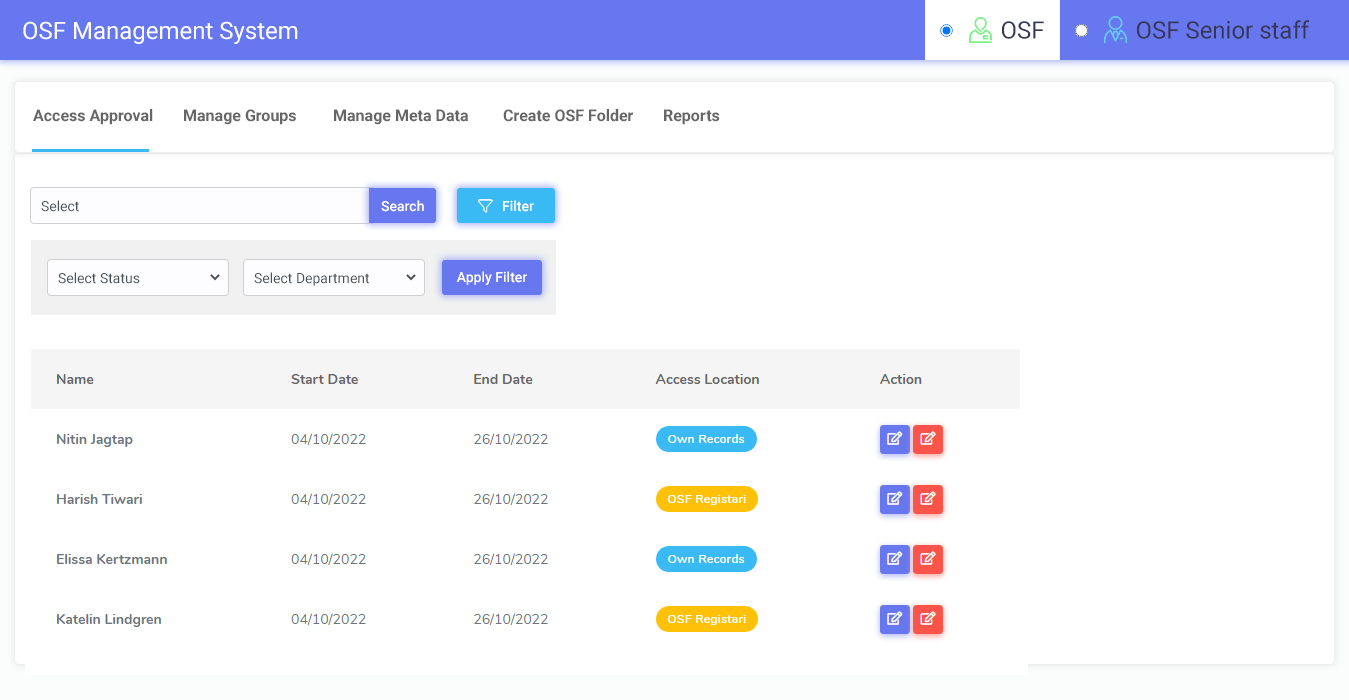 OSF Management System OSF OSF Senior staff
Access Approval Manage Groups Manage Meta Data Create OSF Folder Reports
Select Search Filter
Select Status Select Department Apply Filter
Name Start Date End Date Access Location Action
Nitin Jagtap 04/10/2022 26/10/2022 Own Records
Harish Tiwari 04/10/2022 26/10/2022 OSF Registari
Elissa Kertzmann 04/10/2022 26/10/2022 Own Records
Katelin Lindgren 04/10/2022 26/10/2022 OSF Registari